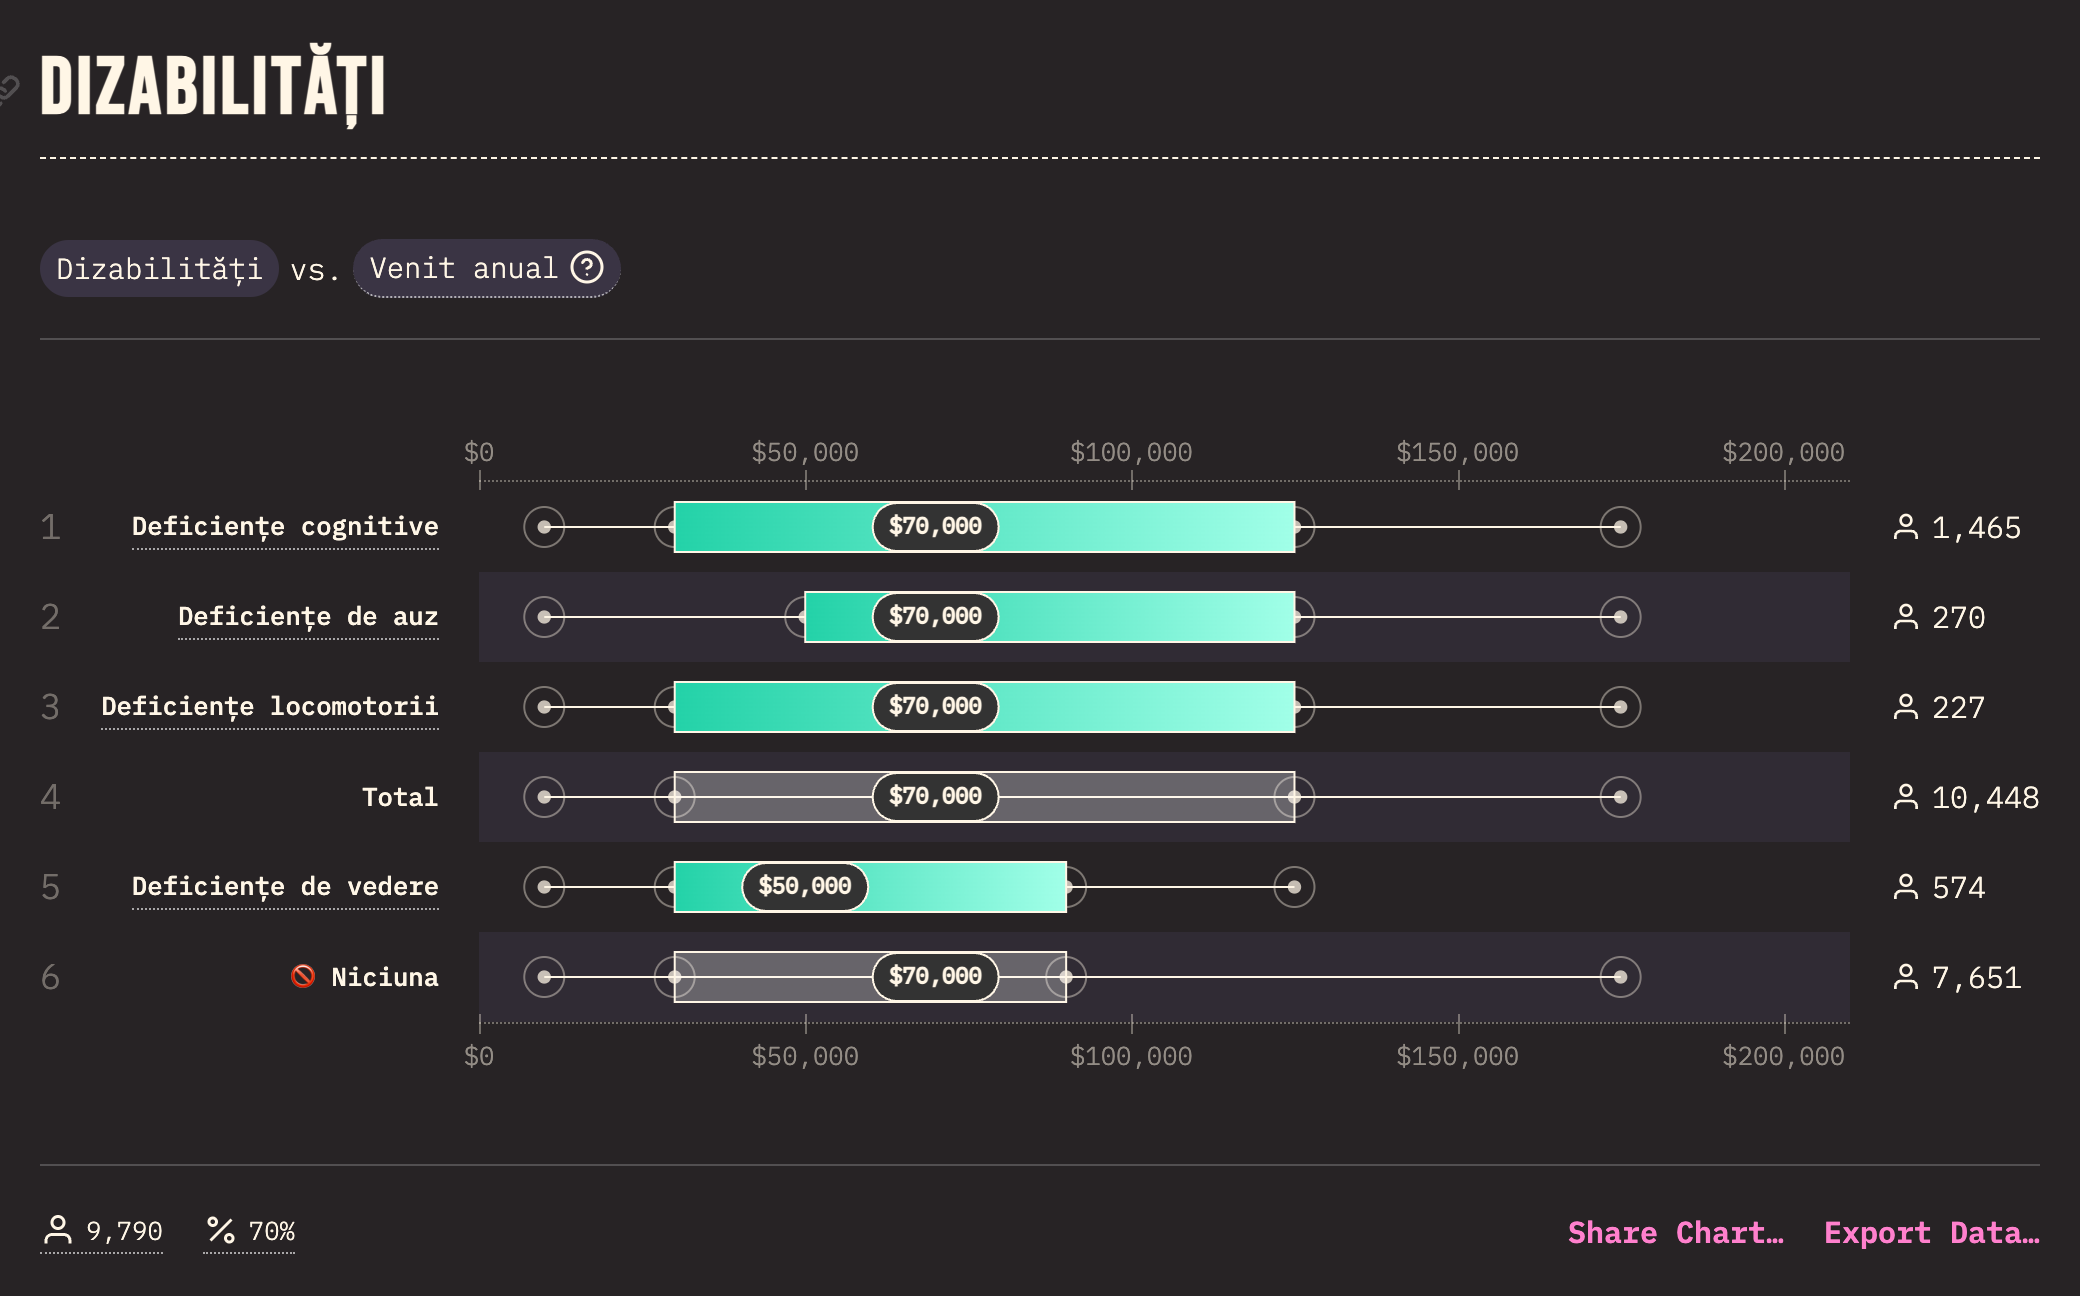 DIZABILITĂȚI
Dizabilități vs. Venit anual
$0 $50,000 $100,000 $150,000 $200,000
1 Deficiențe cognitive $70,000 1,465
2 Deficiențe de auz $70,000 270
3 Deficiențe locomotorii $70,000 227
4 Total $70,000 10,448
5 Deficiențe de vedere $50,000 574
6 Niciuna $70,000 7,651
$0 $50,000 $100,000 $150,000 $200,000
9,790 70% Share Chart… Export Data…